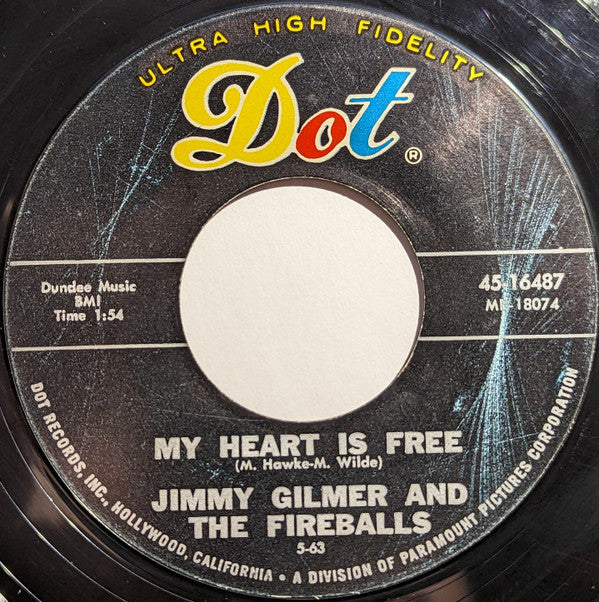 ULTRA HIGH FIDELITY
Dot®
Dundee Music
BMI
Time 1:54
45-16487
MB-18074
MY HEART IS FREE
(M. Hawke-M. Wilde)
JIMMY GILMER AND
THE FIREBALLS
5-63
DOT RECORDS, INC., HOLLYWOOD, CALIFORNIA • A DIVISION OF PARAMOUNT PICTURES CORPORATION